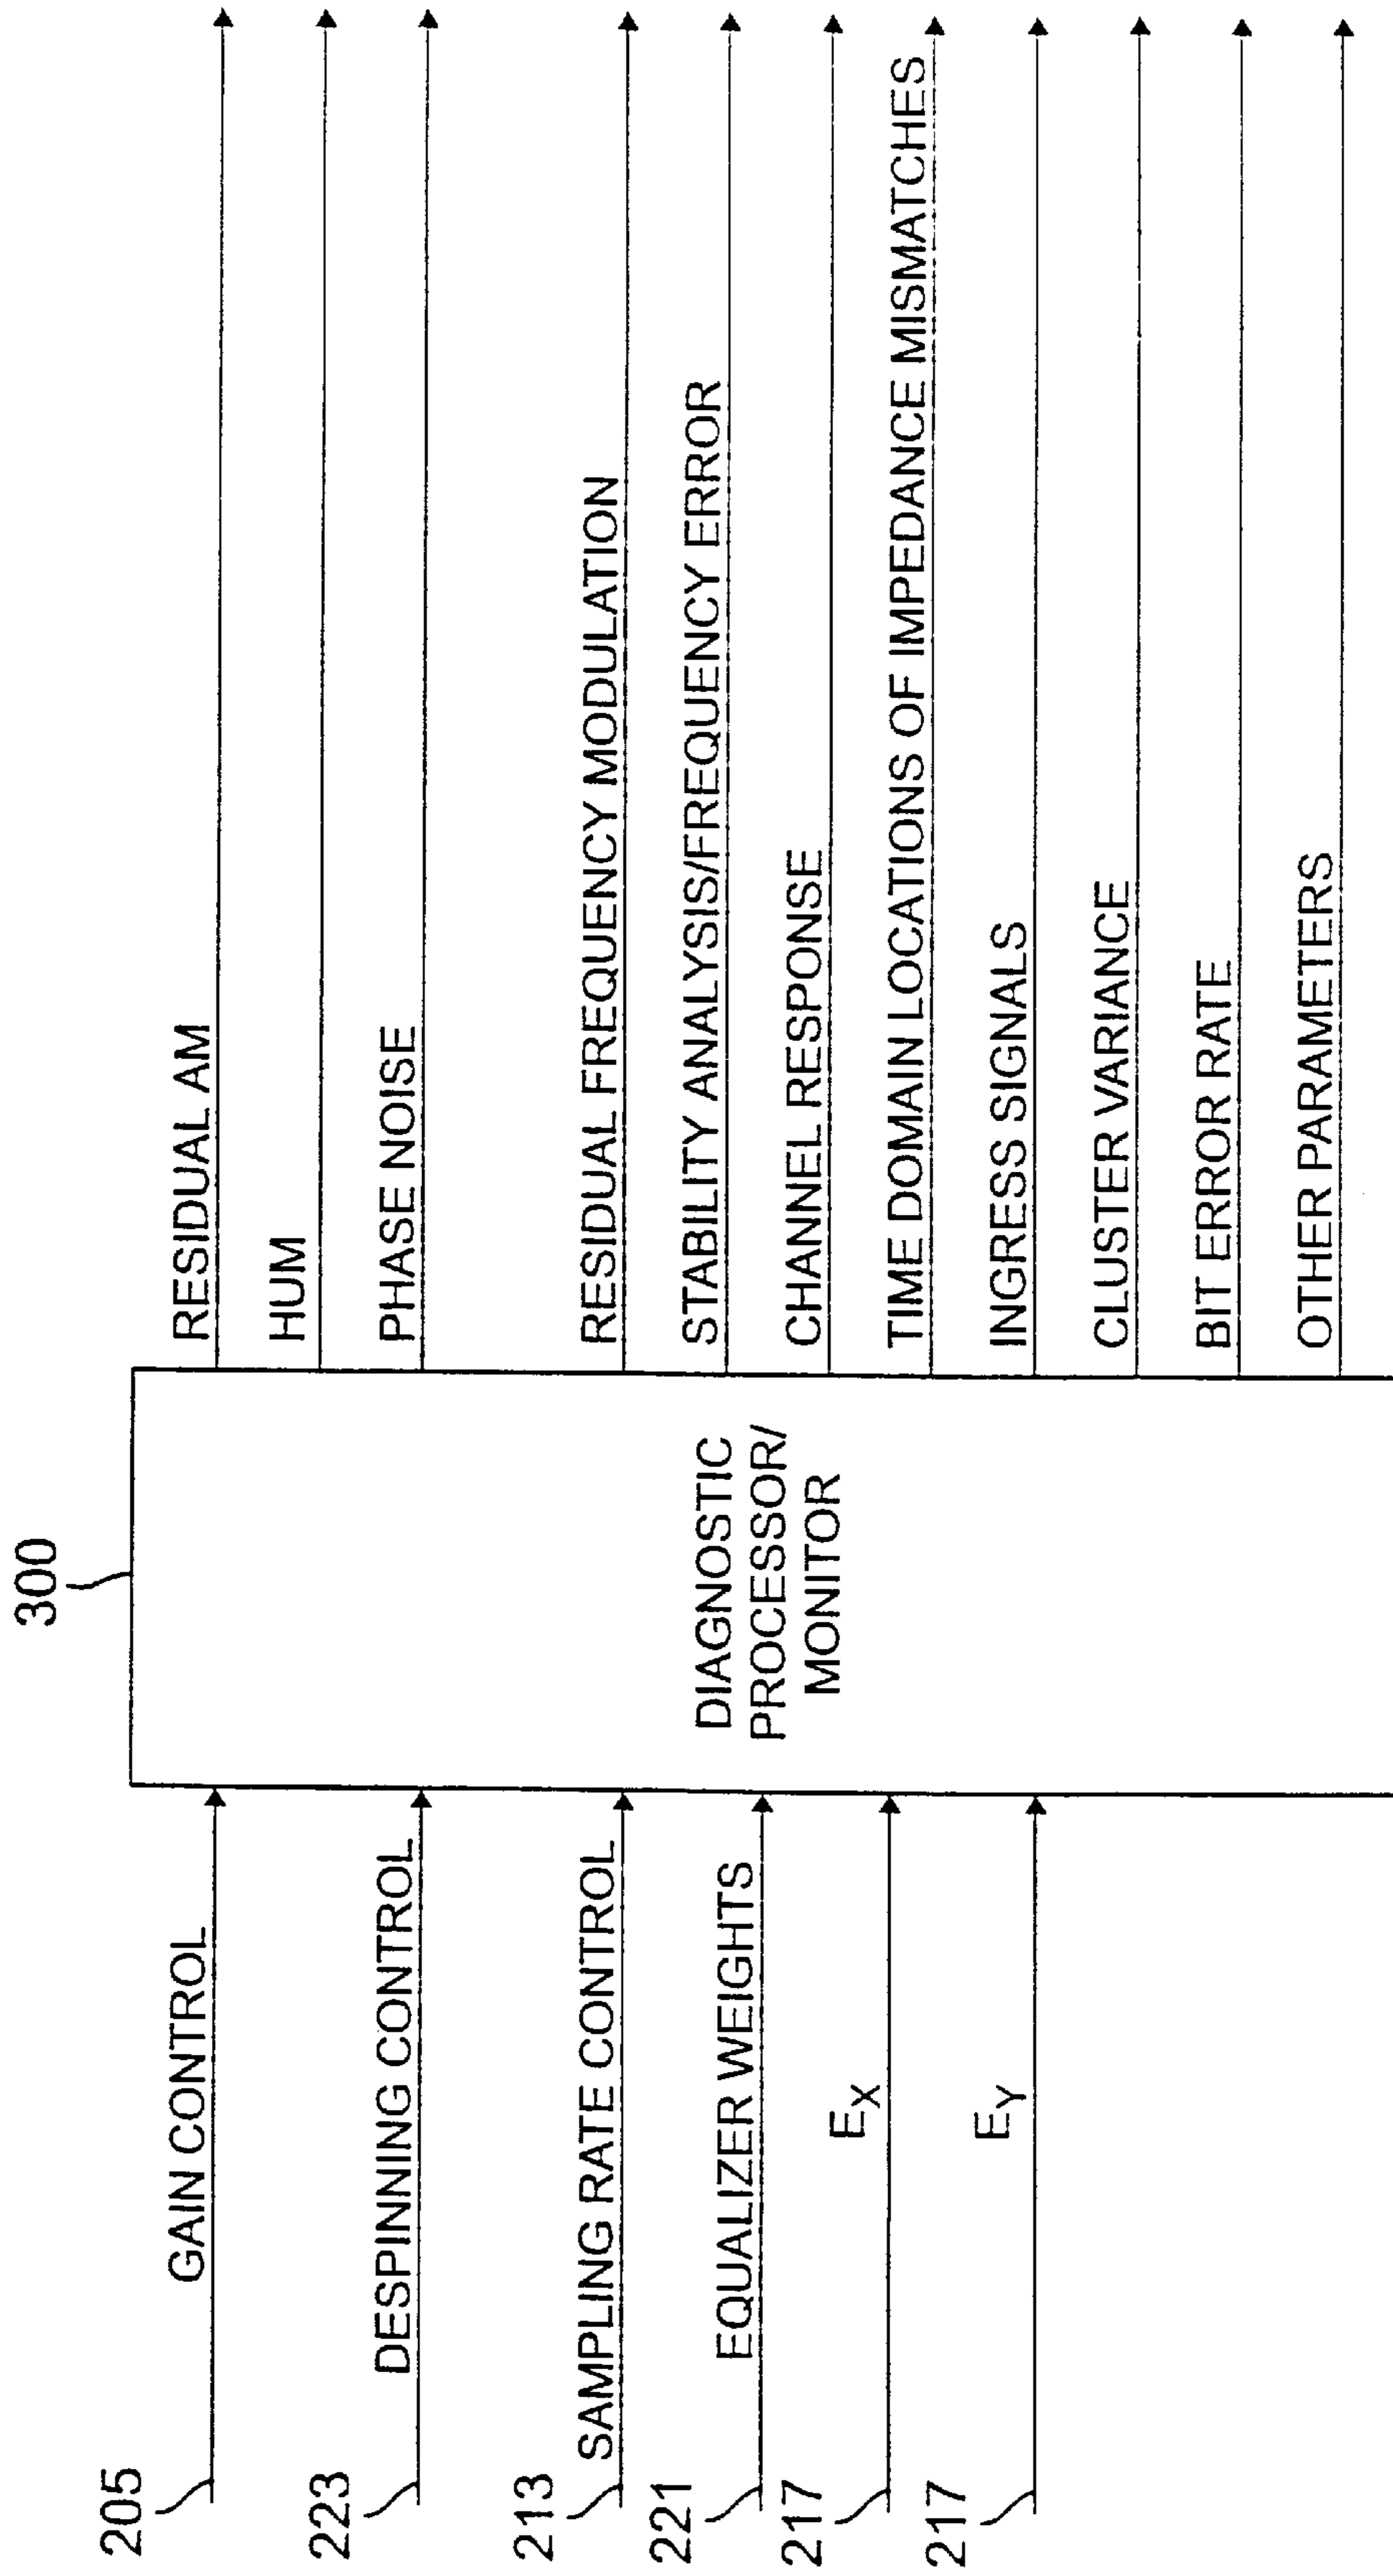 300
205
GAIN CONTROL
223
DESPINNING CONTROL
213
SAMPLING RATE CONTROL
221
EQUALIZER WEIGHTS
217
EX
217
EY
DIAGNOSTIC
PROCESSOR/
MONITOR
RESIDUAL AM
HUM
PHASE NOISE
RESIDUAL FREQUENCY MODULATION
STABILITY ANALYSIS/FREQUENCY ERROR
CHANNEL RESPONSE
TIME DOMAIN LOCATIONS OF IMPEDANCE MISMATCHES
INGRESS SIGNALS
CLUSTER VARIANCE
BIT ERROR RATE
OTHER PARAMETERS